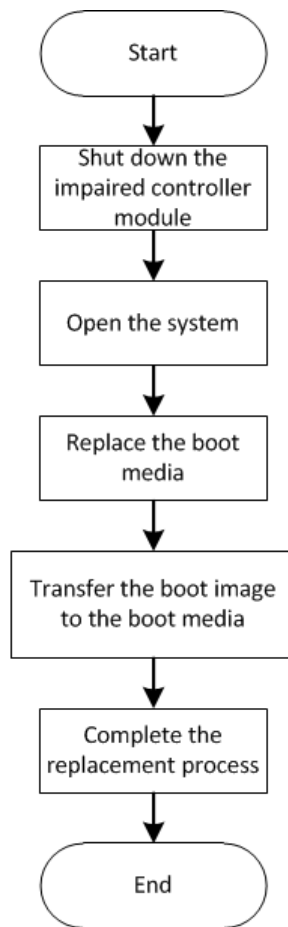 Start
Shut down the
impaired controller
module
Open the system
Replace the boot
media
Transfer the boot image
to the boot media
Complete the
replacement process
End